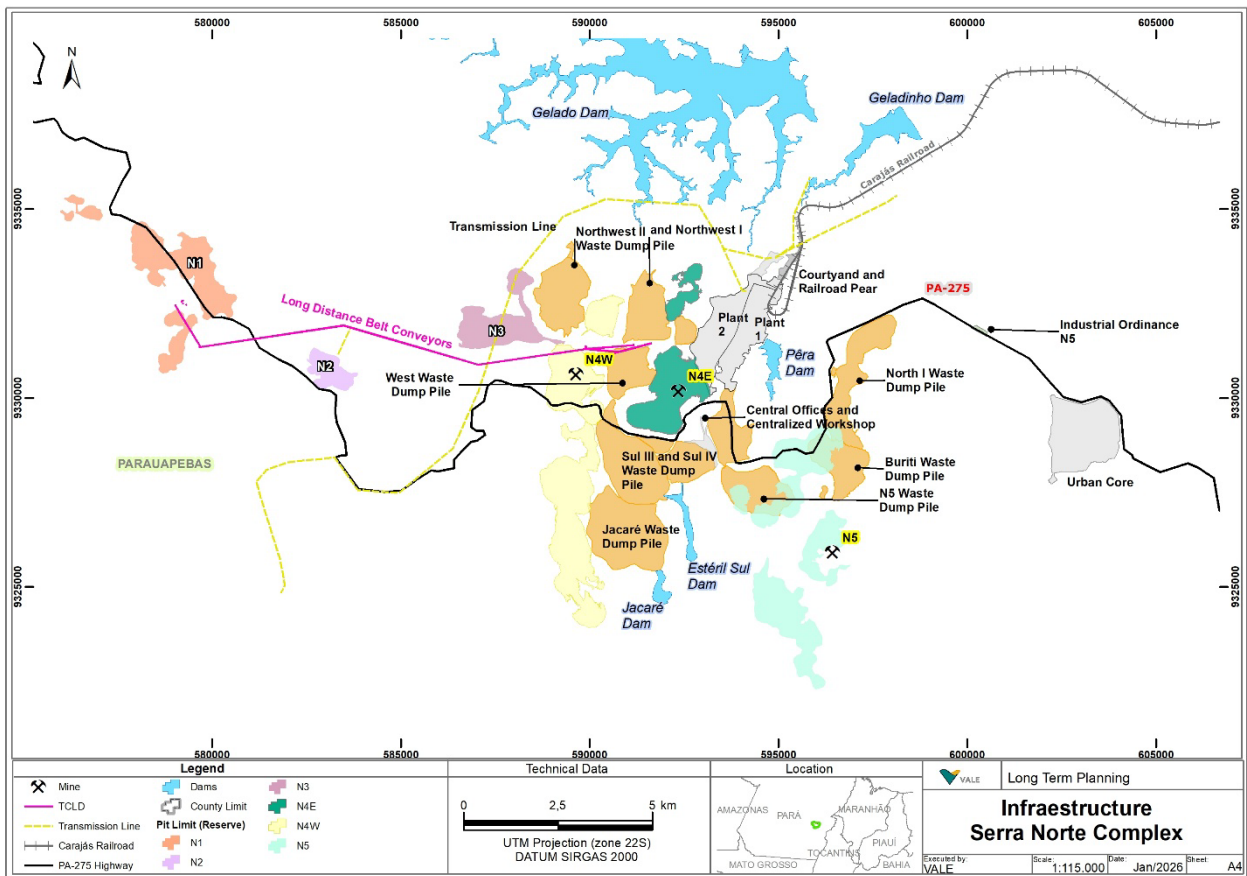 580000
585000
590000
595000
600000
605000
N
Gelado Dam
Geladinho Dam
Carajás Railroad
9335000
9335000
Transmission Line
Northwest II and Northwest I
Waste Dump Pile
N1
Courtyand and
Railroad Pear
PA-275
Long Distance Belt Conveyors
N3
Plant
2
Plant
1
Industrial Ordinance
N5
N2
N4W
West Waste
Dump Pile
N4E
Pêra
Dam
North I Waste
Dump Pile
9330000
9330000
Central Offices and
Centralized Workshop
PARAUAPEBAS
Sul III and Sul IV
Waste Dump
Pile
Buriti Waste
Dump Pile
Urban Core
N5 Waste
Dump Pile
Jacaré Waste
Dump Pile
N5
Estéril Sul
Dam
9325000
9325000
Jacaré
Dam
580000
585000
590000
595000
600000
605000
Legend
Mine
TCLD
Transmission Line
Carajás Railroad
PA-275 Highway
Dams
County Limit
Pit Limit (Reserve)
N1
N2
N3
N4E
N4W
N5
Technical Data
0 2,5 5 km
UTM Projection (zone 22S)
DATUM SIRGAS 2000
Location
AMAZONAS
PARÁ
MARANHÃO
PIAUÍ
TOCANTINS
MATO GROSSO
BAHIA
VALE
Long Term Planning
Infraestructure
Serra Norte Complex
Executed by:
VALE
Scale:
1:115.000
Date:
Jan/2026
Sheet:
A4